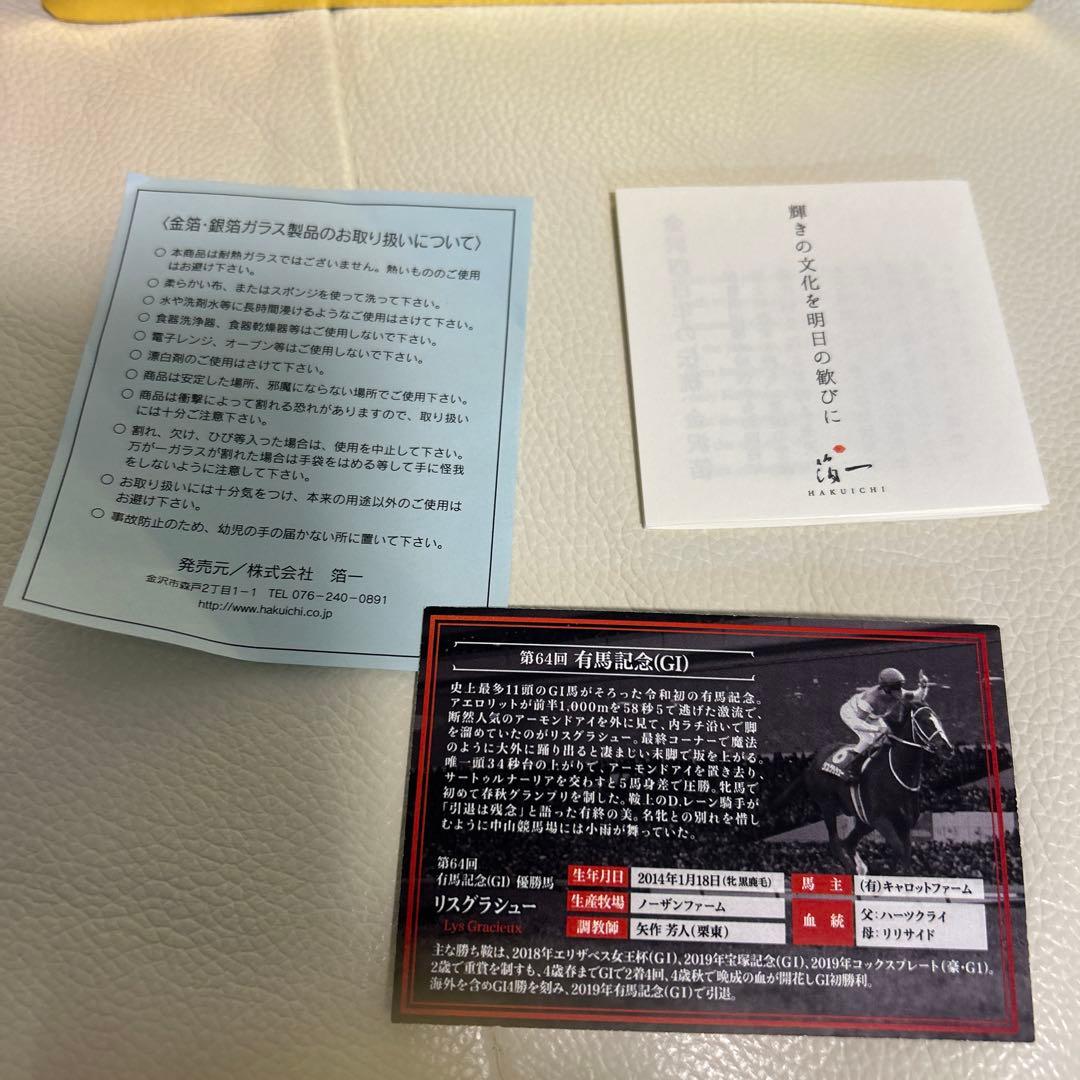 〈金箔・銀箔ガラス製品のお取り扱いについて〉
○ 本商品は耐熱ガラスではございません。熱いもののご使用
はお避け下さい。
○ 柔らかい布、またはスポンジを使って洗って下さい。
○ 水や洗剤水等に長時間浸けるようなご使用はさけて下さい。
○ 食器洗浄器、食器乾燥器等はご使用しないで下さい。
○ 電子レンジ、オーブン等はご使用しないで下さい。
○ 漂白剤のご使用はさけて下さい。
○ 商品は安定した場所、邪魔にならない場所でご使用下さい。
○ 商品は衝撃によって割れる恐れがありますので、取り扱い
には十分ご注意下さい。
○ 割れ、欠け、ひび等入った場合は、使用を中止して下さい。
万が一ガラスが割れた場合は手袋をはめる等して手に怪我
をしないように注意して下さい。
○ お取り扱いには十分気をつけ、本来の用途以外のご使用は
お避け下さい。
○ 事故防止のため、幼児の手の届かない所に置いて下さい。
発売元／株式会社 箔一
金沢市森戸2丁目1−1 TEL 076−240−0891
http://www.hakuichi.co.jp
輝きの文化を明日の歓びに
箔一
HAKUICHI
第64回 有馬記念(GI)
史上最多11頭のGI馬がそろった令和初の有馬記念。
アエロリットが前半1,000mを58秒5で逃げた激流で、
断然人気のアーモンドアイを外に見て、内ラチ沿いで脚
を溜めていたのがリスグラシュー。最終コーナーで魔法
のように大外に踊り出ると凄まじい末脚で坂を上がる。
唯一頭34秒台の上がりで、アーモンドアイを置き去り、
サートゥルナーリアを交わすと5馬身差で圧勝。牝馬で
初めて春秋グランプリを制した。鞍上のD.レーン騎手が
「引退は残念」と語った有終の美。名牝との別れを惜し
むように中山競馬場には小雨が舞っていた。
第64回
有馬記念(GI) 優勝馬
リスグラシュー
Lys Gracieux
生年月日 2014年1月18日(牝 黒鹿毛)
生産牧場 ノーザンファーム
調教師 矢作 芳人(栗東)
馬主 (有)キャロットファーム
血統 父:ハーツクライ
母:リリサイド
主な勝ち鞍は、2018年エリザベス女王杯(GI)、2019年宝塚記念(GI)、2019年コックスプレート(豪・G1)。
2歳で重賞を制すも、4歳春までGIで2着4回、4歳秋で晩成の血が開花しGI初勝利。
海外を含めGI4勝を刻み、2019年有馬記念(GI)で引退。